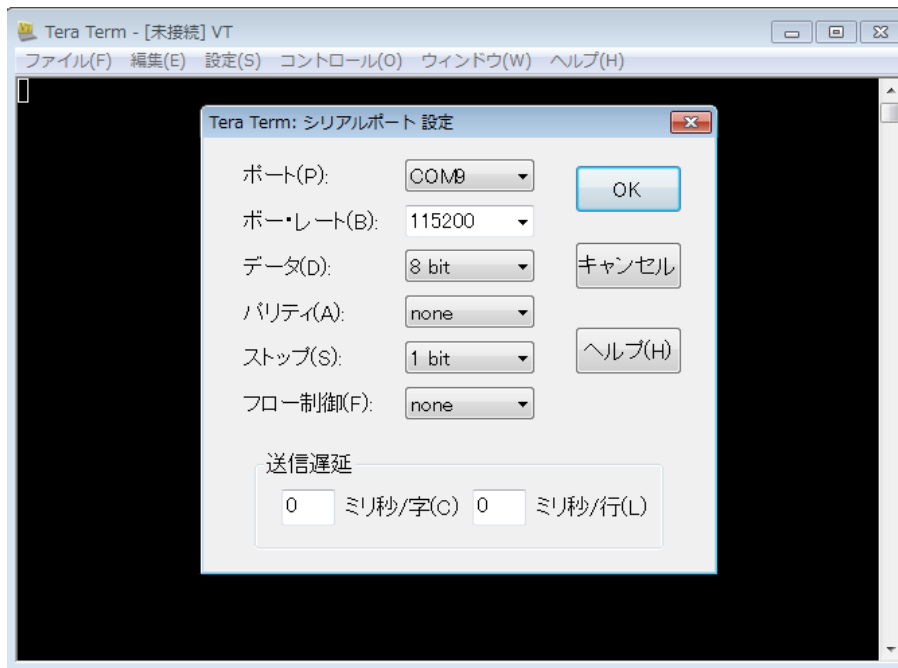 Tera Term - [未接続] VT
ファイル(F) 編集(E) 設定(S) コントロール(O) ウィンドウ(W) ヘルプ(H)
Tera Term: シリアルポート 設定
ポート(P): COM9
OK
ボー・レート(B): 115200
データ(D): 8 bit
キャンセル
パリティ(A): none
ストップ(S): 1 bit
ヘルプ(H)
フロー制御(F): none
送信遅延
0 ミリ秒/字(C) 0 ミリ秒/行(L)